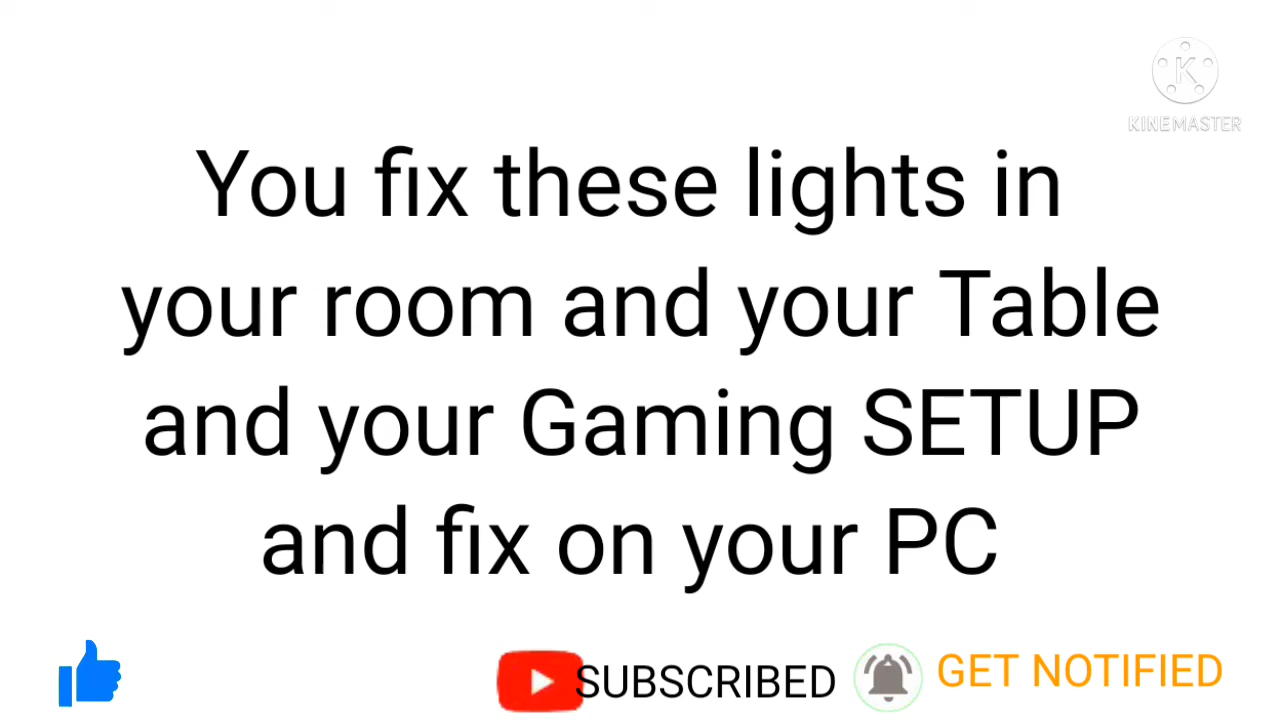 K
KINEMASTER
You fix these lights in
your room and your Table
and your Gaming SETUP
and fix on your PC
SUBSCRIBED
GET NOTIFIED